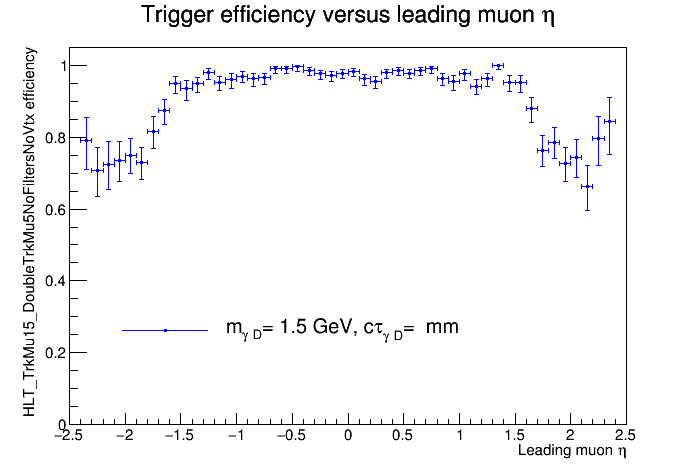 Trigger efficiency versus leading muon η
HLT_TrkMu15_DoubleTrkMu5NoFiltersNoVtx efficiency
1
0.8
0.6
0.4
0.2
0
m_γ D= 1.5 GeV, cτ_γ D= mm
−2.5 −2 −1.5 −1 −0.5 0 0.5 1 1.5 2 2.5
Leading muon η